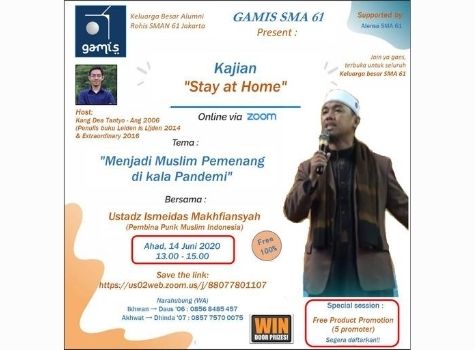 gamis
Keluarga Besar Alumni
Rohis SMAN 61 Jakarta
GAMIS SMA 61
Present :
Supported by
Alensa SMA 61
Kajian
"Stay at Home"
Join ya gaes,
terbuka untuk seluruh
Keluarga besar SMA 61
Online via zoom
Host:
Kang Dea Tantyo - Ang 2006
(Penulis buku Leiden Is Lijden 2014
& Extraordinary 2016
Tema :
"Menjadi Muslim Pemenang
di kala Pandemi"
Bersama :
Ustadz Ismeidas Makhfiansyah
(Pembina Punk Muslim Indonesia)
Ahad, 14 Juni 2020
13.00 - 15.00
Free
100%
Save the link:
https://us02web.zoom.us/j/88077801107
Narahubung (WA)
Ikhwan → Daus '06 : 0856 8485 457
Akhwat → Dhinda '07 : 0857 7570 0075
WIN
DOOR PRIZES!
Special session :
Free Product Promotion
(5 promoter)
Segera daftarkan!!